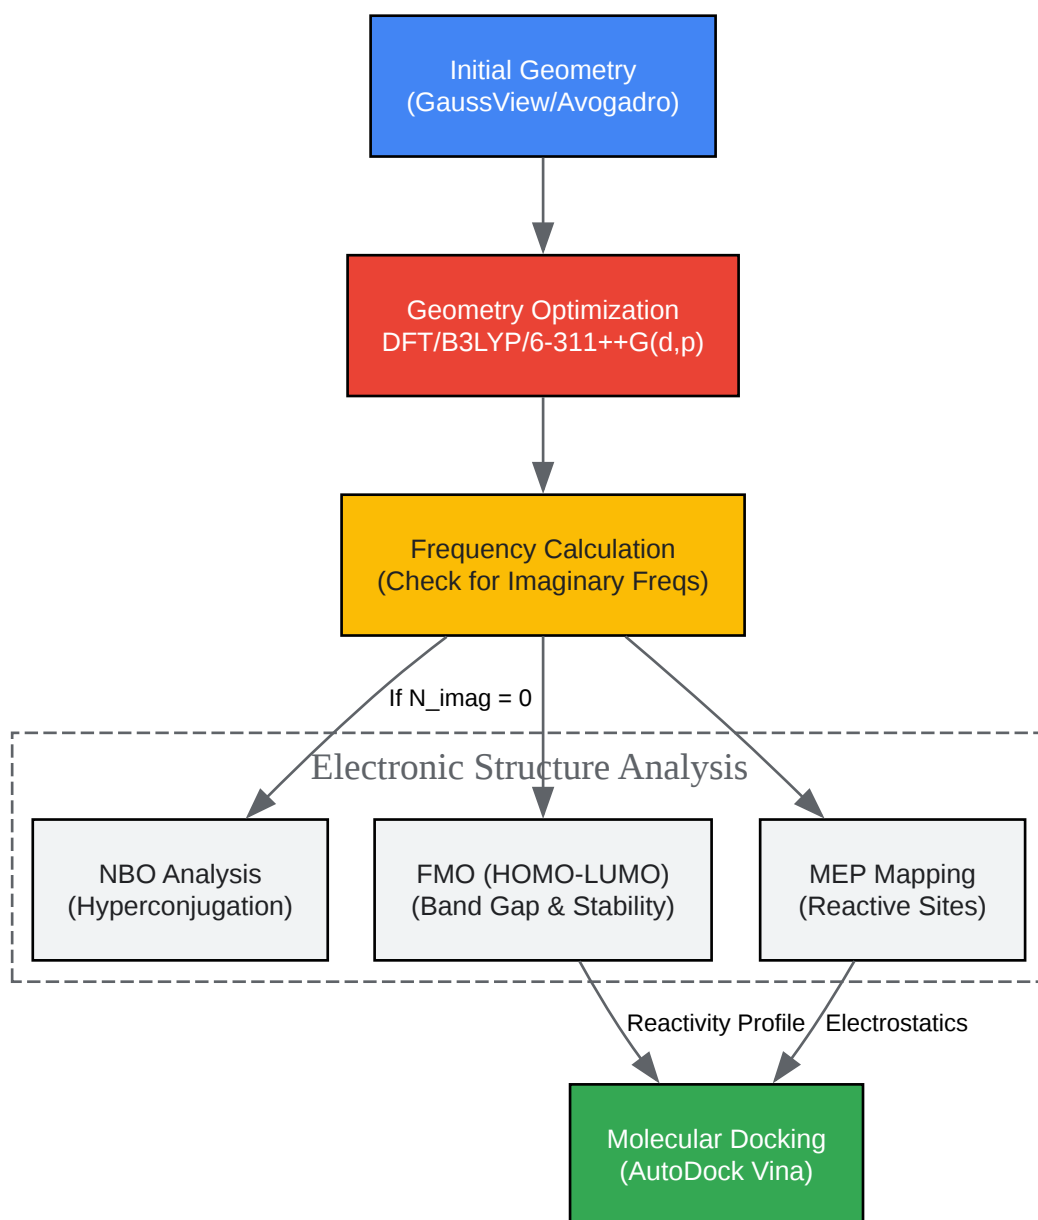 Initial Geometry
(GaussView/Avogadro)
Geometry Optimization
DFT/B3LYP/6-311++G(d,p)
Frequency Calculation
(Check for Imaginary Freqs)
If N_imag = 0
Electronic Structure Analysis
NBO Analysis
(Hyperconjugation)
FMO (HOMO-LUMO)
(Band Gap & Stability)
MEP Mapping
(Reactive Sites)
Reactivity Profile
Electrostatics
Molecular Docking
(AutoDock Vina)